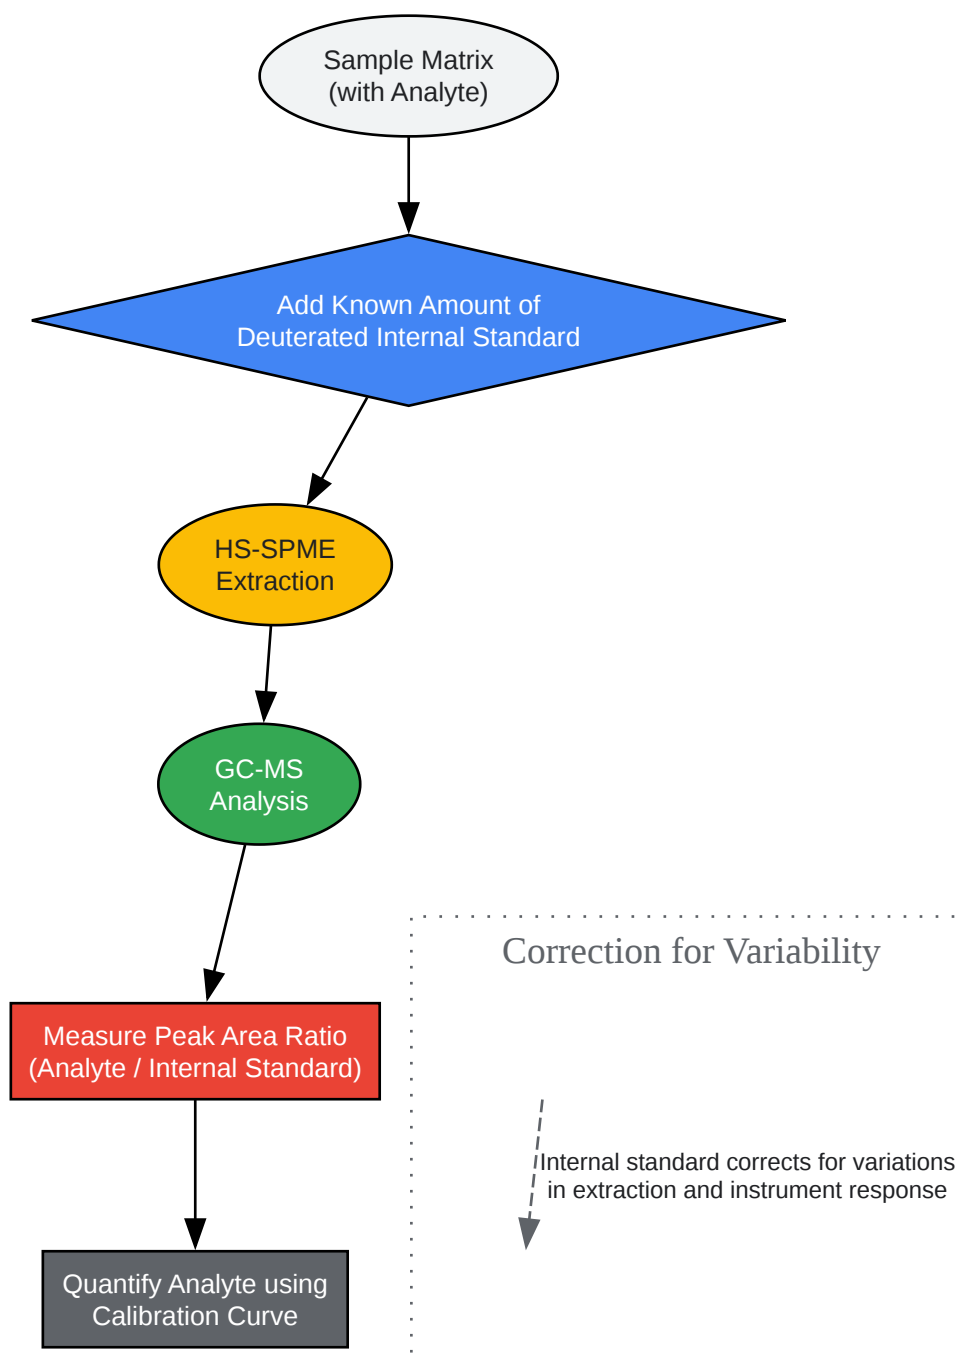 Sample Matrix
(with Analyte)
Add Known Amount of
Deuterated Internal Standard
HS-SPME
Extraction
GC-MS
Analysis
Correction for Variability
Measure Peak Area Ratio
(Analyte / Internal Standard)
Internal standard corrects for variations
in extraction and instrument response
Quantify Analyte using
Calibration Curve